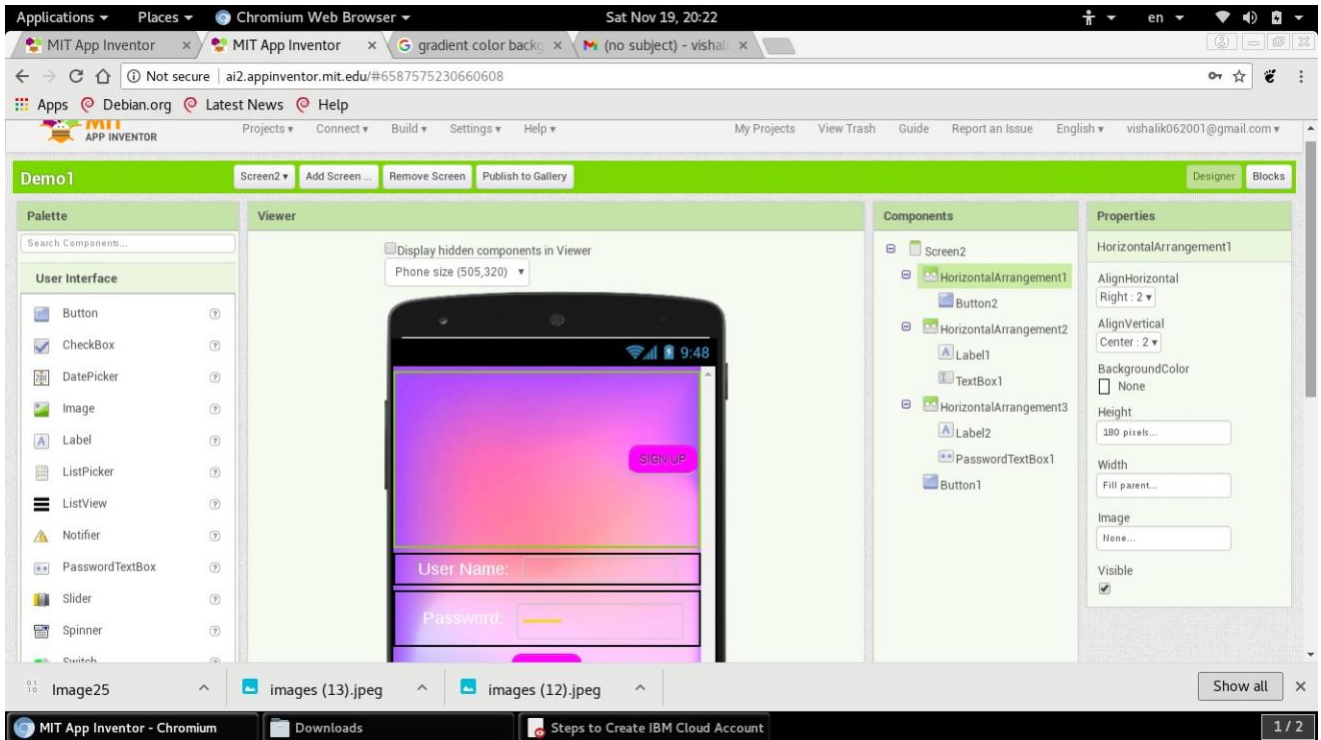 Applications Places Chromium Web Browser Sat Nov 19, 20:22 en
MIT App Inventor MIT App Inventor gradient color backg (no subject) - vishali
Not secure ai2.appinventor.mit.edu/#6587575230660608
Apps Debian.org Latest News Help
MIT
APP INVENTOR
Projects Connect Build Settings Help My Projects View Trash Guide Report an Issue English vishalik062001@gmail.com
Demo1 Screen2 Add Screen ... Remove Screen Publish to Gallery Designer Blocks
Palette
Search Components...
User Interface
Button
CheckBox
DatePicker
Image
Label
ListPicker
ListView
Notifier
PasswordTextBox
Slider
Spinner
Switch
Viewer
Display hidden components in Viewer
Phone size (505,320)
9:48
SIGN UP
User Name:
Password:
Components
Screen2
HorizontalArrangement1
Button2
HorizontalArrangement2
Label1
TextBox1
HorizontalArrangement3
Label2
PasswordTextBox1
Button1
Properties
HorizontalArrangement1
AlignHorizontal
Right : 2
AlignVertical
Center : 2
BackgroundColor
None
Height
180 pixels...
Width
Fill parent...
Image
None...
Visible
Image25 images (13).jpeg images (12).jpeg Show all
MIT App Inventor - Chromium Downloads Steps to Create IBM Cloud Account 1 / 2